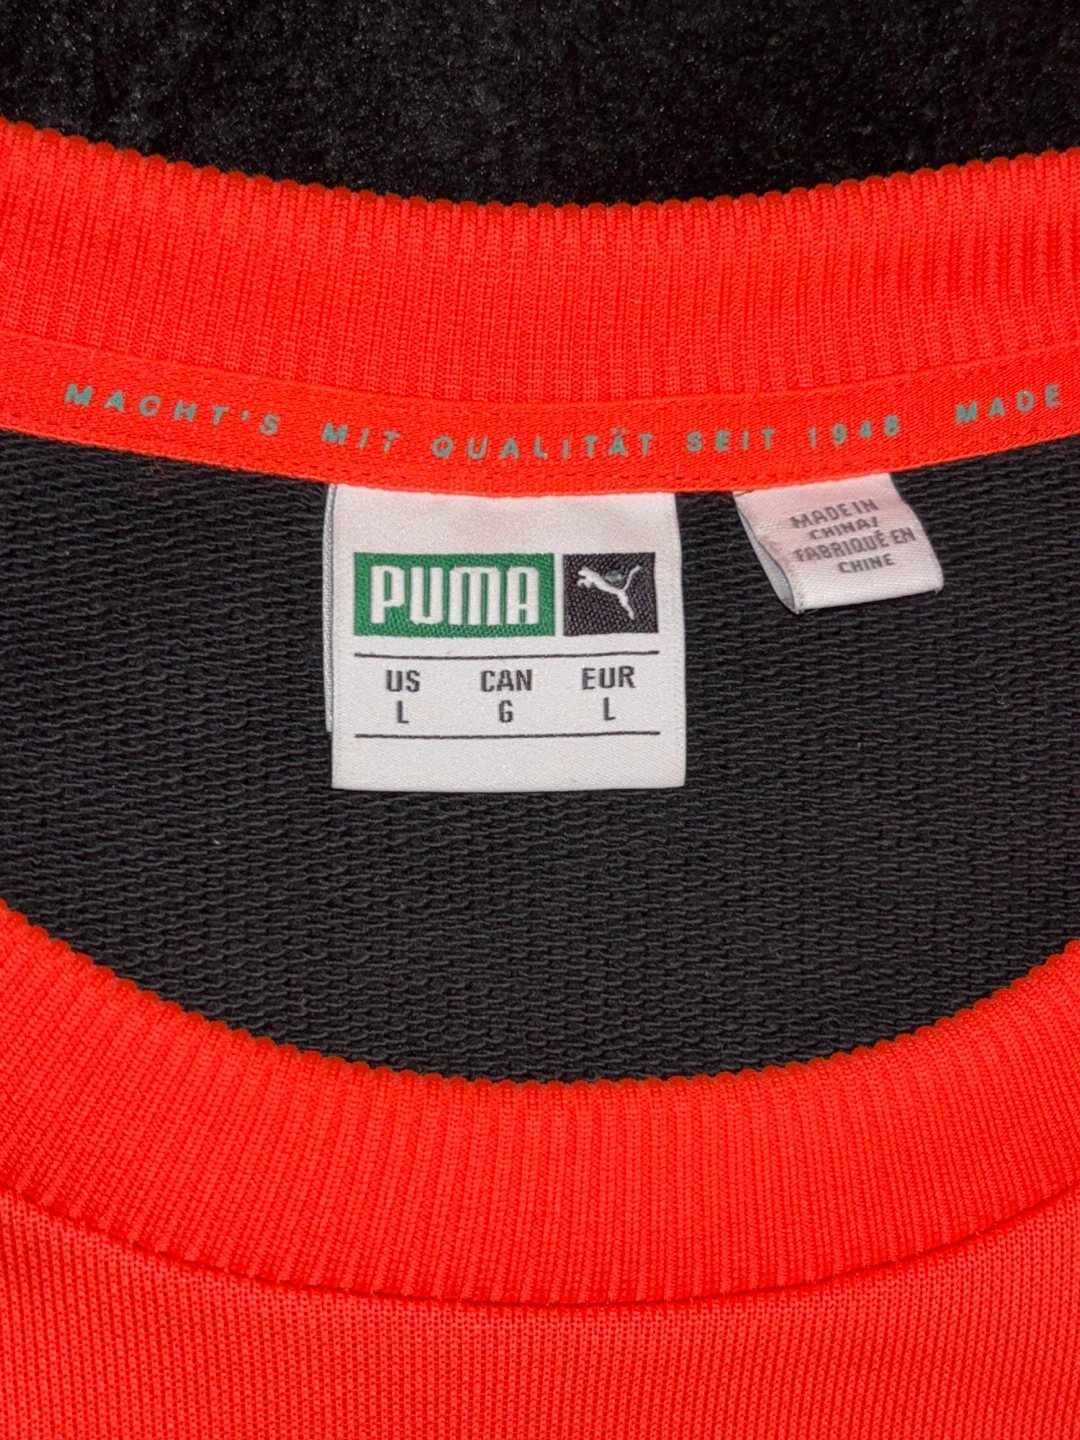 MACHT'S MIT QUALITÄT SEIT 1948 MADE
PUMA
US CAN EUR
L G L
MADE IN
CHINA/
FABRIQUÉ EN
CHINE